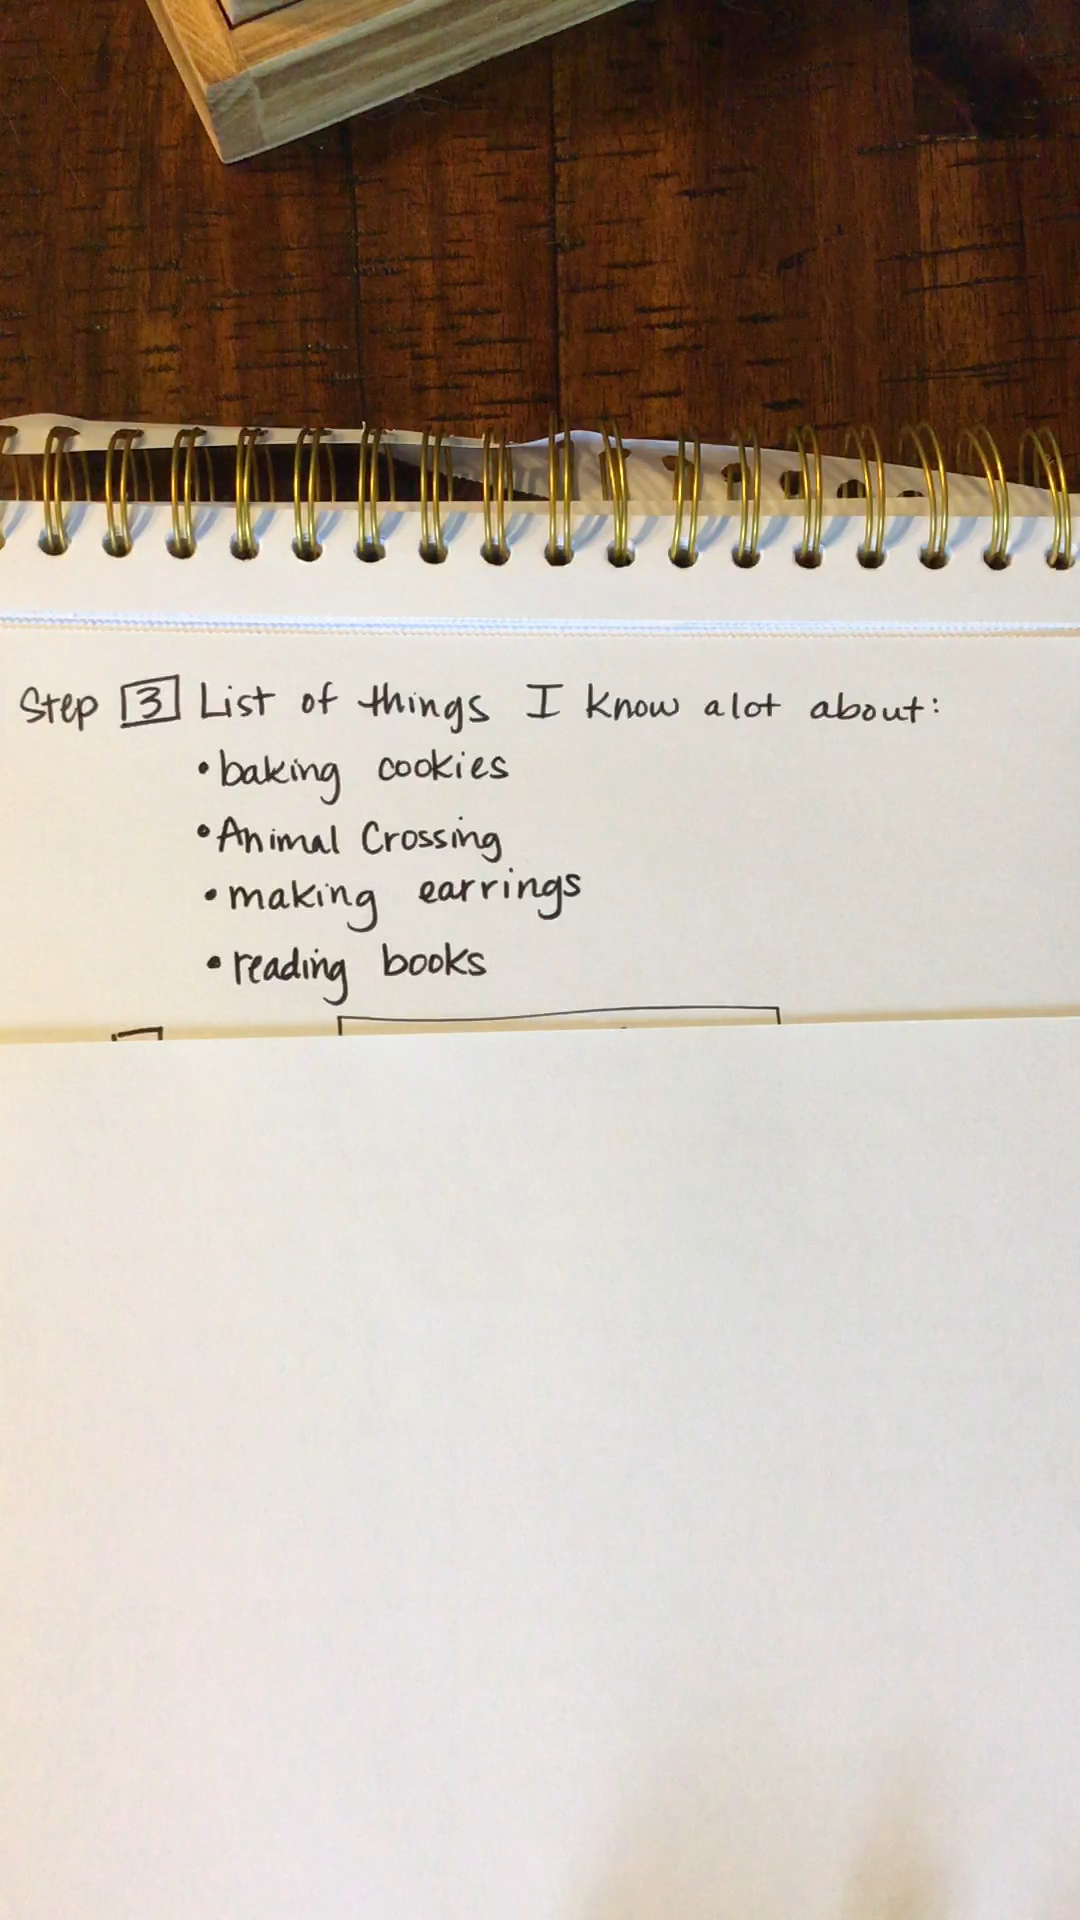 Step 3 List of things I know alot about:
• baking cookies
• Animal Crossing
• making earrings
• reading books